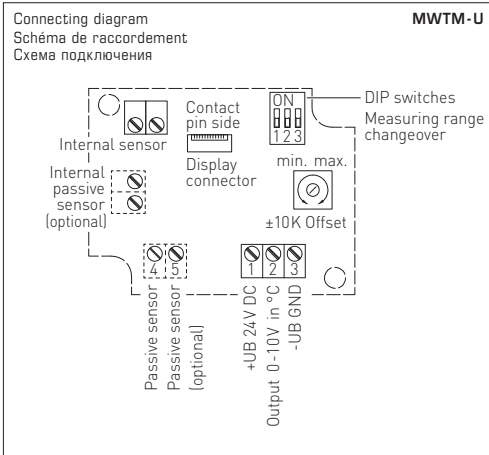 Connecting diagram
MWTM-U
Schéma de raccordement
Схема подключения
ON
1 2 3
DIP switches
Measuring range
changeover
Contact
pin side
Internal sensor
Display
connector
min. max.
±10K Offset
Internal
passive
sensor
(optional)
4 5
1 2 3
Passive sensor
Passive sensor
(optional)
+UB 24V DC
Output 0-10V in °C
-UB GND